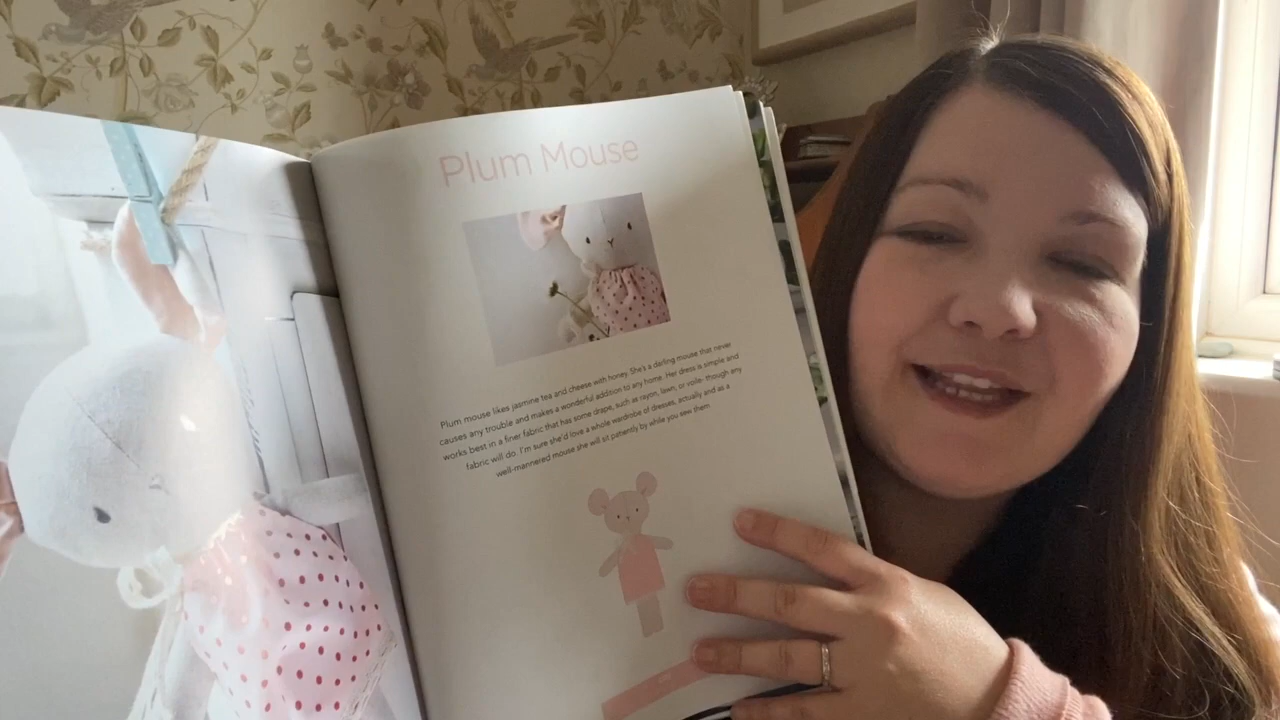 Plum Mouse
Plum mouse likes jasmine tea and cheese with honey. She's a darling mouse that never
causes any trouble and makes a wonderful addition to any home. Her dress is simple and
works best in a finer fabric that has some drape, such as rayon, lawn, or voile- though any
fabric will do. I'm sure she'd love a whole wardrobe of dresses, actually and as a
well-mannered mouse she will sit patiently by while you sew them